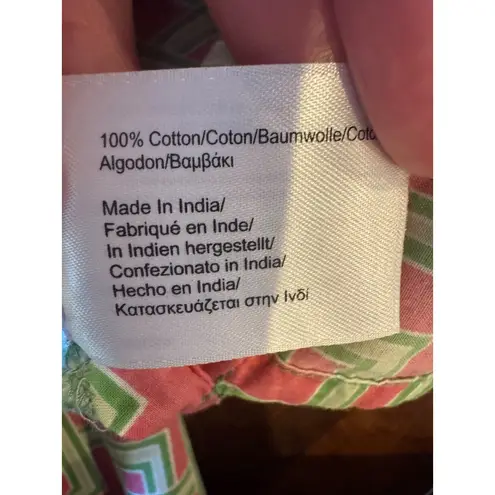 100% Cotton/Coton/Baumwolle/
Algodon/Βαμβάκι
Made In India/
Fabriqué en Inde/
In Indien hergestellt/
Confezionato in India/
Hecho en India/
Κατασκευάζεται στην Ινδί